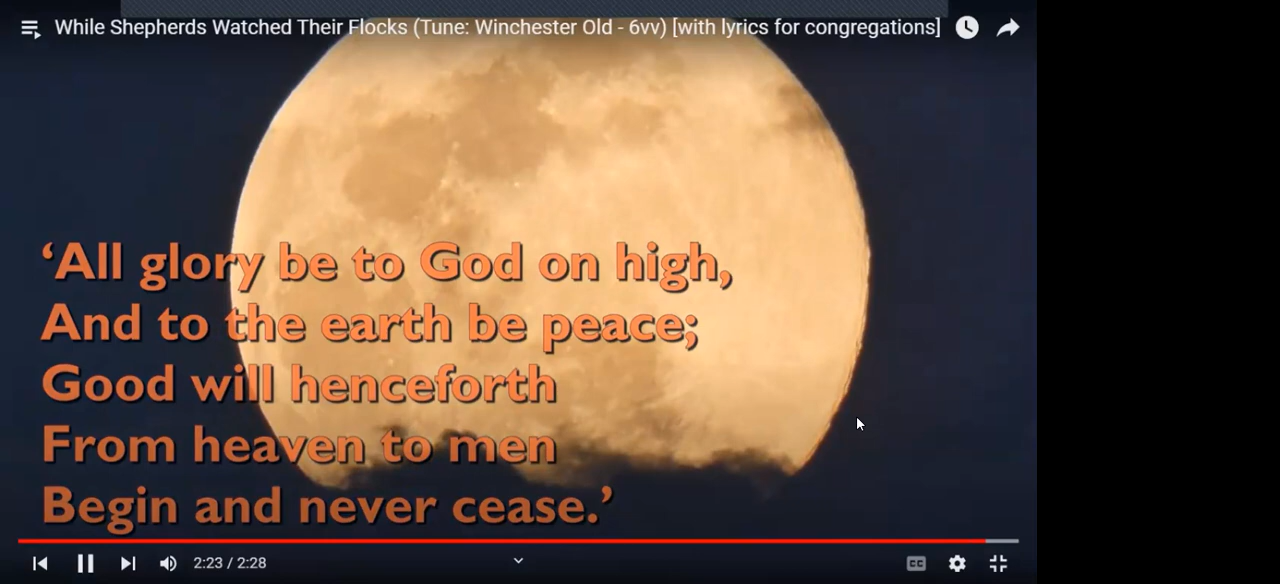 While Shepherds Watched Their Flocks (Tune: Winchester Old - 6vv) [with lyrics for congregations]
‘All glory be to God on high,
And to the earth be peace;
Good will henceforth
From heaven to men
Begin and never cease.’
2:23 / 2:28
CC